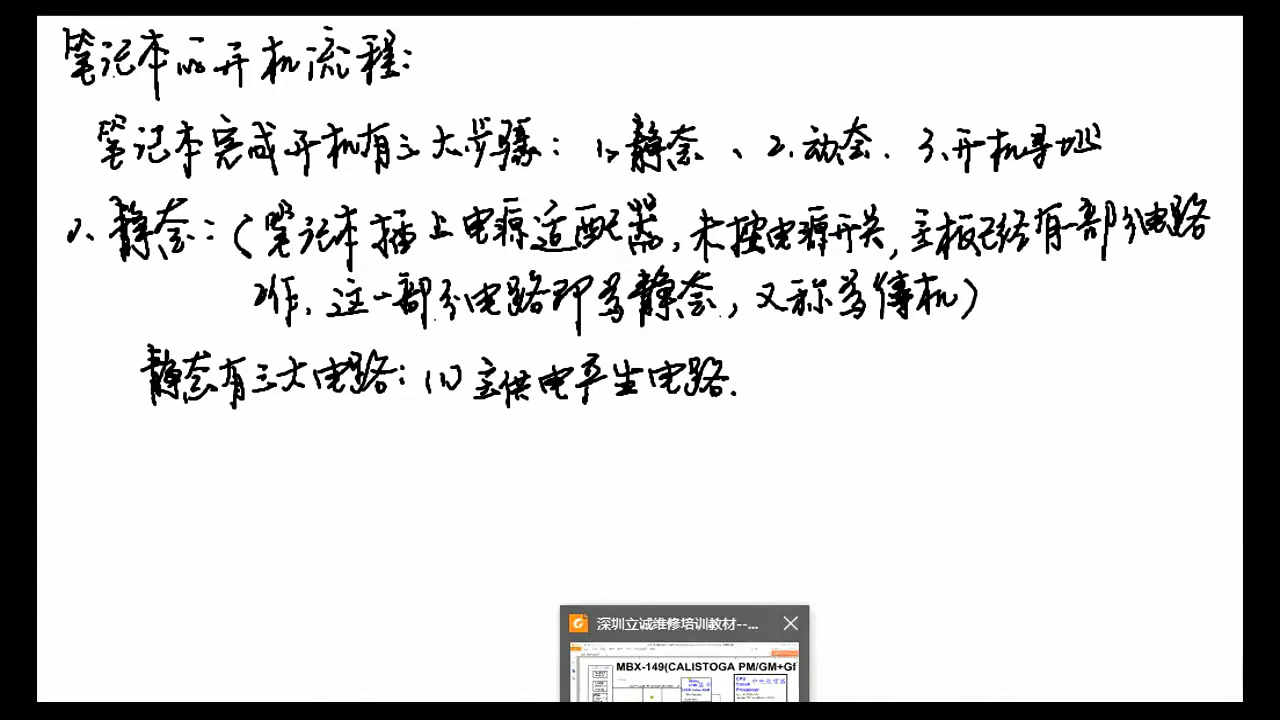 笔记本的开机流程:
笔记本完成开机有三大步骤: 1、静态、2.动态、3、开机寻址
1、静态:(笔记本插上电源适配器,未按电源开关,主板已经有一部分电路
工作,这一部分电路即为静态,又称为待机)
静态有三大电路:(1)主供电产生电路.
深圳立诚维修培训教材--...
MBX-149(CALISTOGA PM/GM+Gf